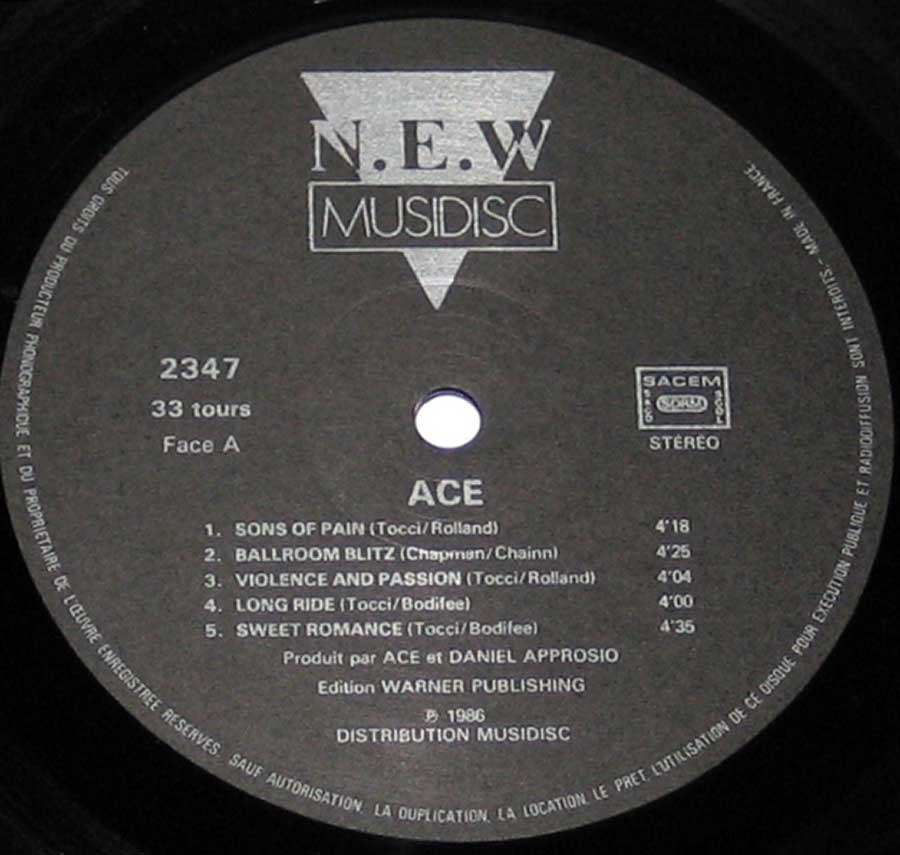 N.E.W
MUSIDISC
2347
33 tours
Face A
SACEM
SACD
SDRM
SGDL
STÉRÉO
ACE
1. SONS OF PAIN (Tocci/Rolland) 4'18
2. BALLROOM BLITZ (Chapman/Chainn) 4'25
3. VIOLENCE AND PASSION (Tocci/Rolland) 4'04
4. LONG RIDE (Tocci/Bodifee) 4'00
5. SWEET ROMANCE (Tocci/Bodifee) 4'35
Produit par ACE et DANIEL APPROSIO
Edition WARNER PUBLISHING
℗ 1986
DISTRIBUTION MUSIDISC
TOUS DROITS DU PRODUCTEUR PHONOGRAPHIQUE ET DU PROPRIETAIRE DE L'ŒUVRE ENREGISTREE RESERVES. SAUF AUTORISATION, LA DUPLICATION, LA LOCATION, LE PRET, L'UTILISATION DE CE DISQUE POUR EXECUTION PUBLIQUE ET RADIODIFFUSION SONT INTERDITS - MADE IN FRANCE